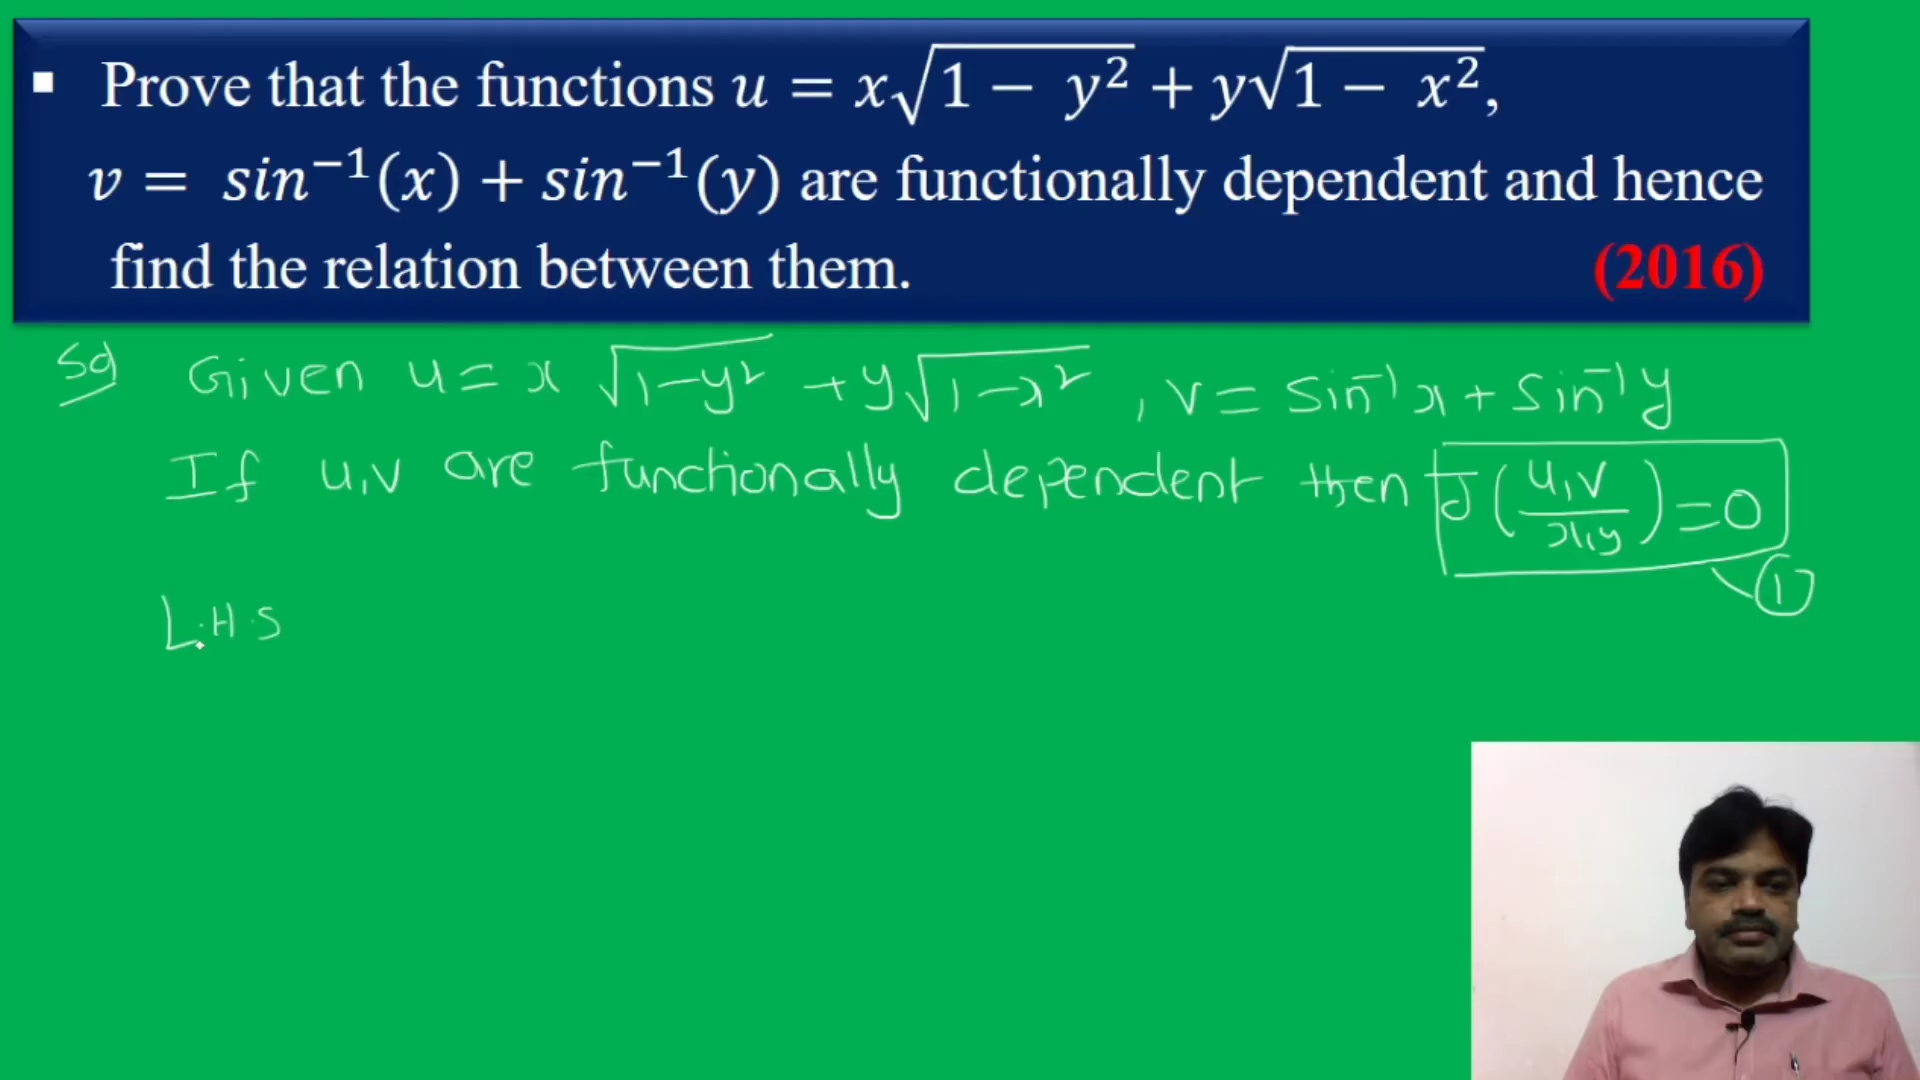 ▪ Prove that the functions u = x√(1 − y²) + y√(1 − x²),
v = sin⁻¹(x) + sin⁻¹(y) are functionally dependent and hence
find the relation between them. (2016)
Sol Given u = x √(1−y²) + y√(1−x²) , v = Sin⁻¹x + Sin⁻¹y
If u,v are functionally dependent then J(u,v/x,y) = 0
①
L.H.S